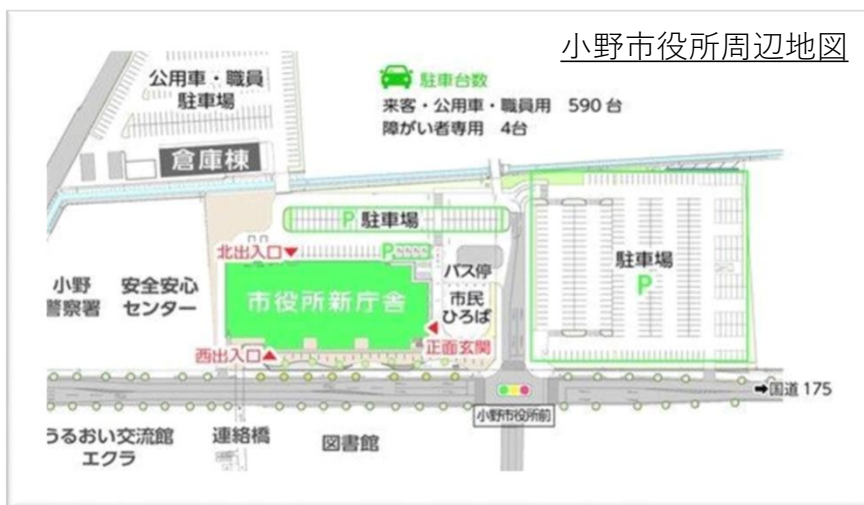 小野市役所周辺地図
公用車・職員
駐車場
倉庫棟
駐車台数
来客・公用車・職員用 590 台
障がい者専用 4台
P 駐車場
北出入口
P
バス停
駐車場
P
小野
警察署
安全安心
センター
市役所新庁舎
市民
ひろば
正面玄関
西出入口
➡国道 175
小野市役所前
うるおい交流館
エクラ
連絡橋
図書館